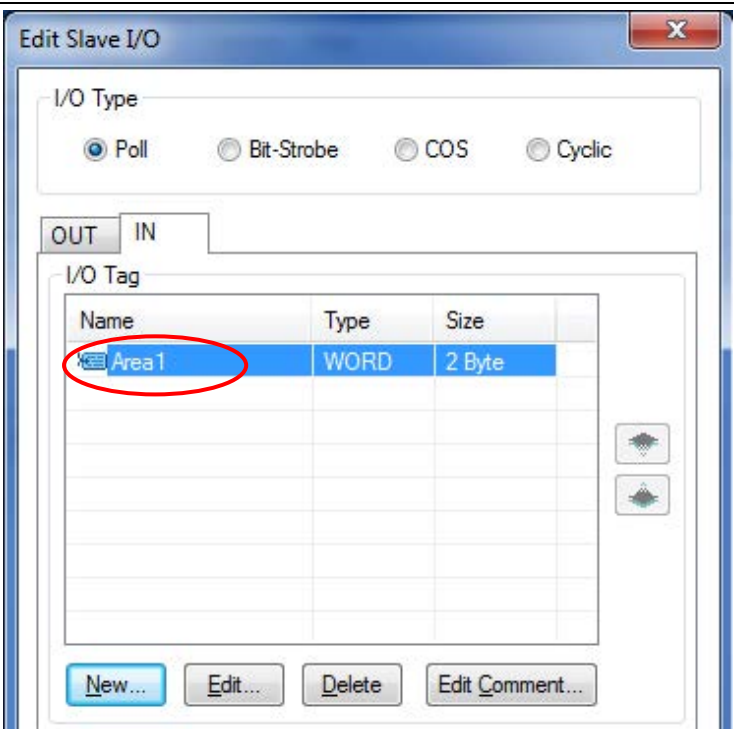 Edit Slave I/O
I/O Type
Poll Bit-Strobe COS Cyclic
OUT IN
I/O Tag
Name Type Size
Area1 WORD 2 Byte
New... Edit... Delete Edit Comment...